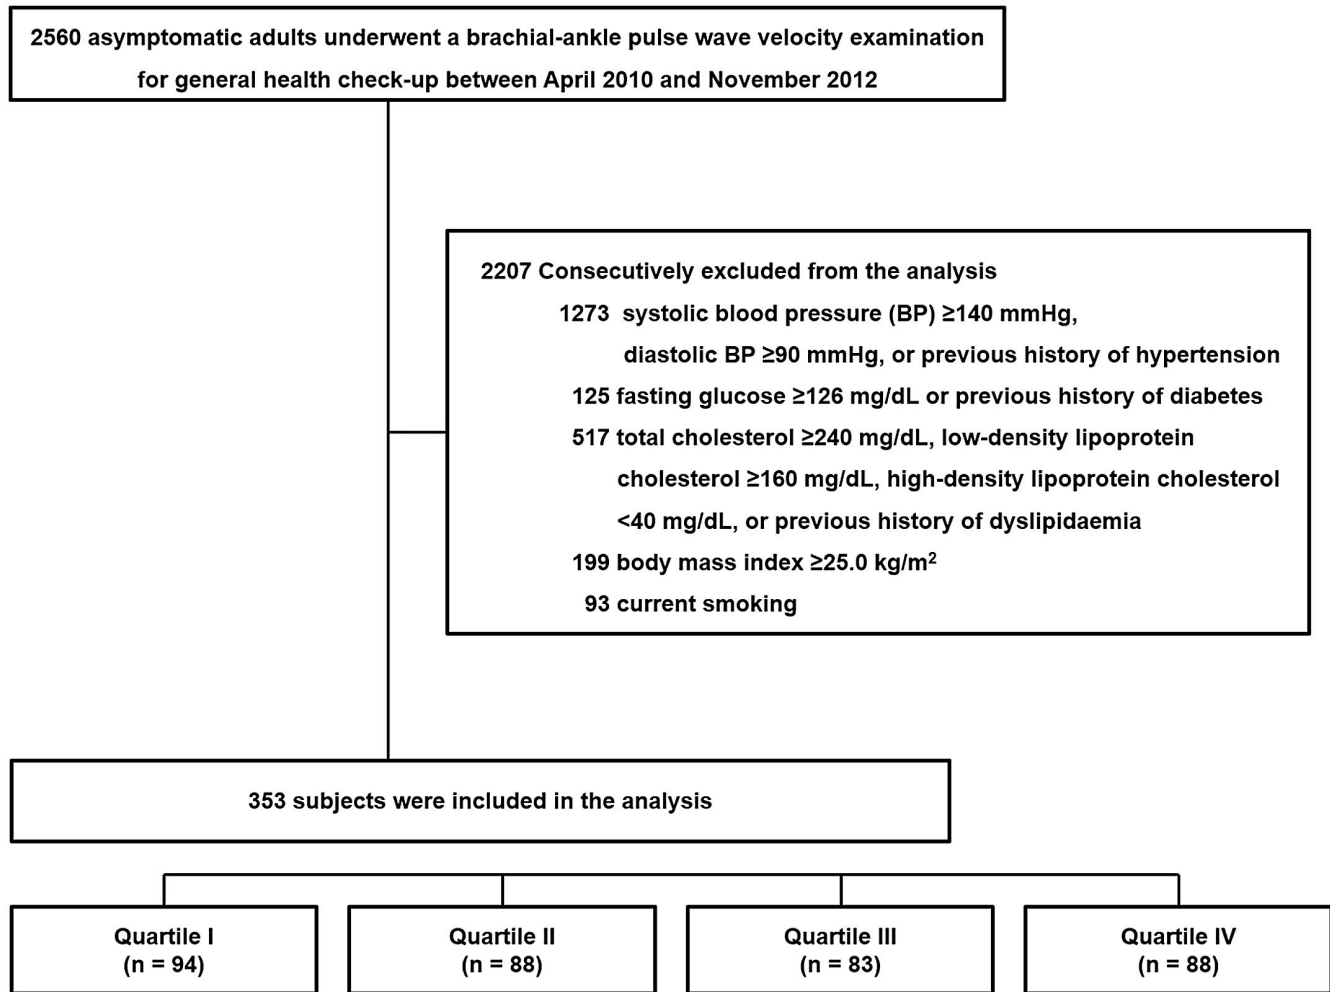 2560 asymptomatic adults underwent a brachial-ankle pulse wave velocity examination
for general health check-up between April 2010 and November 2012
2207 Consecutively excluded from the analysis
1273 systolic blood pressure (BP) ≥140 mmHg,
diastolic BP ≥90 mmHg, or previous history of hypertension
125 fasting glucose ≥126 mg/dL or previous history of diabetes
517 total cholesterol ≥240 mg/dL, low-density lipoprotein
cholesterol ≥160 mg/dL, high-density lipoprotein cholesterol
<40 mg/dL, or previous history of dyslipidaemia
199 body mass index ≥25.0 kg/m²
93 current smoking
353 subjects were included in the analysis
Quartile I
(n = 94)
Quartile II
(n = 88)
Quartile III
(n = 83)
Quartile IV
(n = 88)